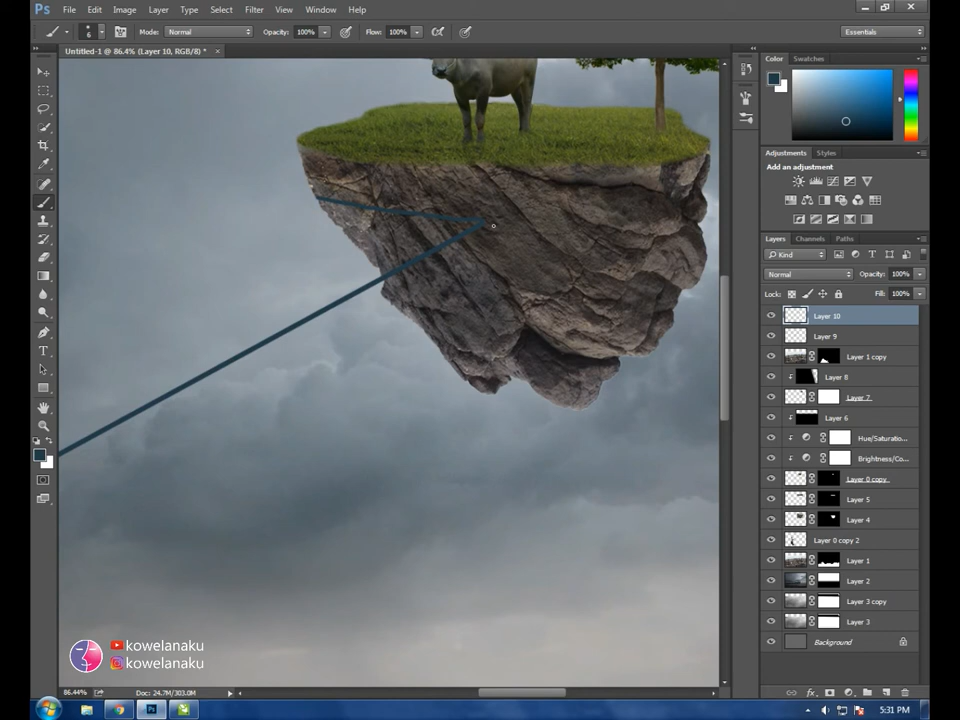 Ps File Edit Image Layer Type Select Filter View Window Help
6 Mode: Normal Opacity: 100% Flow: 100% Essentials
Untitled-1 @ 86.4% (Layer 10, RGB/8) * ×
Color Swatches
Adjustments Styles
Add an adjustment
Layers Channels Paths
Kind
Normal Opacity: 100%
Lock: Fill: 100%
Layer 10
Layer 9
Layer 1 copy
Layer 8
Layer 7
Layer 6
Hue/Saturatio...
Brightness/Co...
Layer 0 copy
Layer 5
Layer 4
Layer 0 copy 2
Layer 1
Layer 2
Layer 3 copy
Layer 3
Background
kowelanaku
kowelanaku
86.44% Doc: 24.7M/303.0M
fx
Ps
5:31 PM